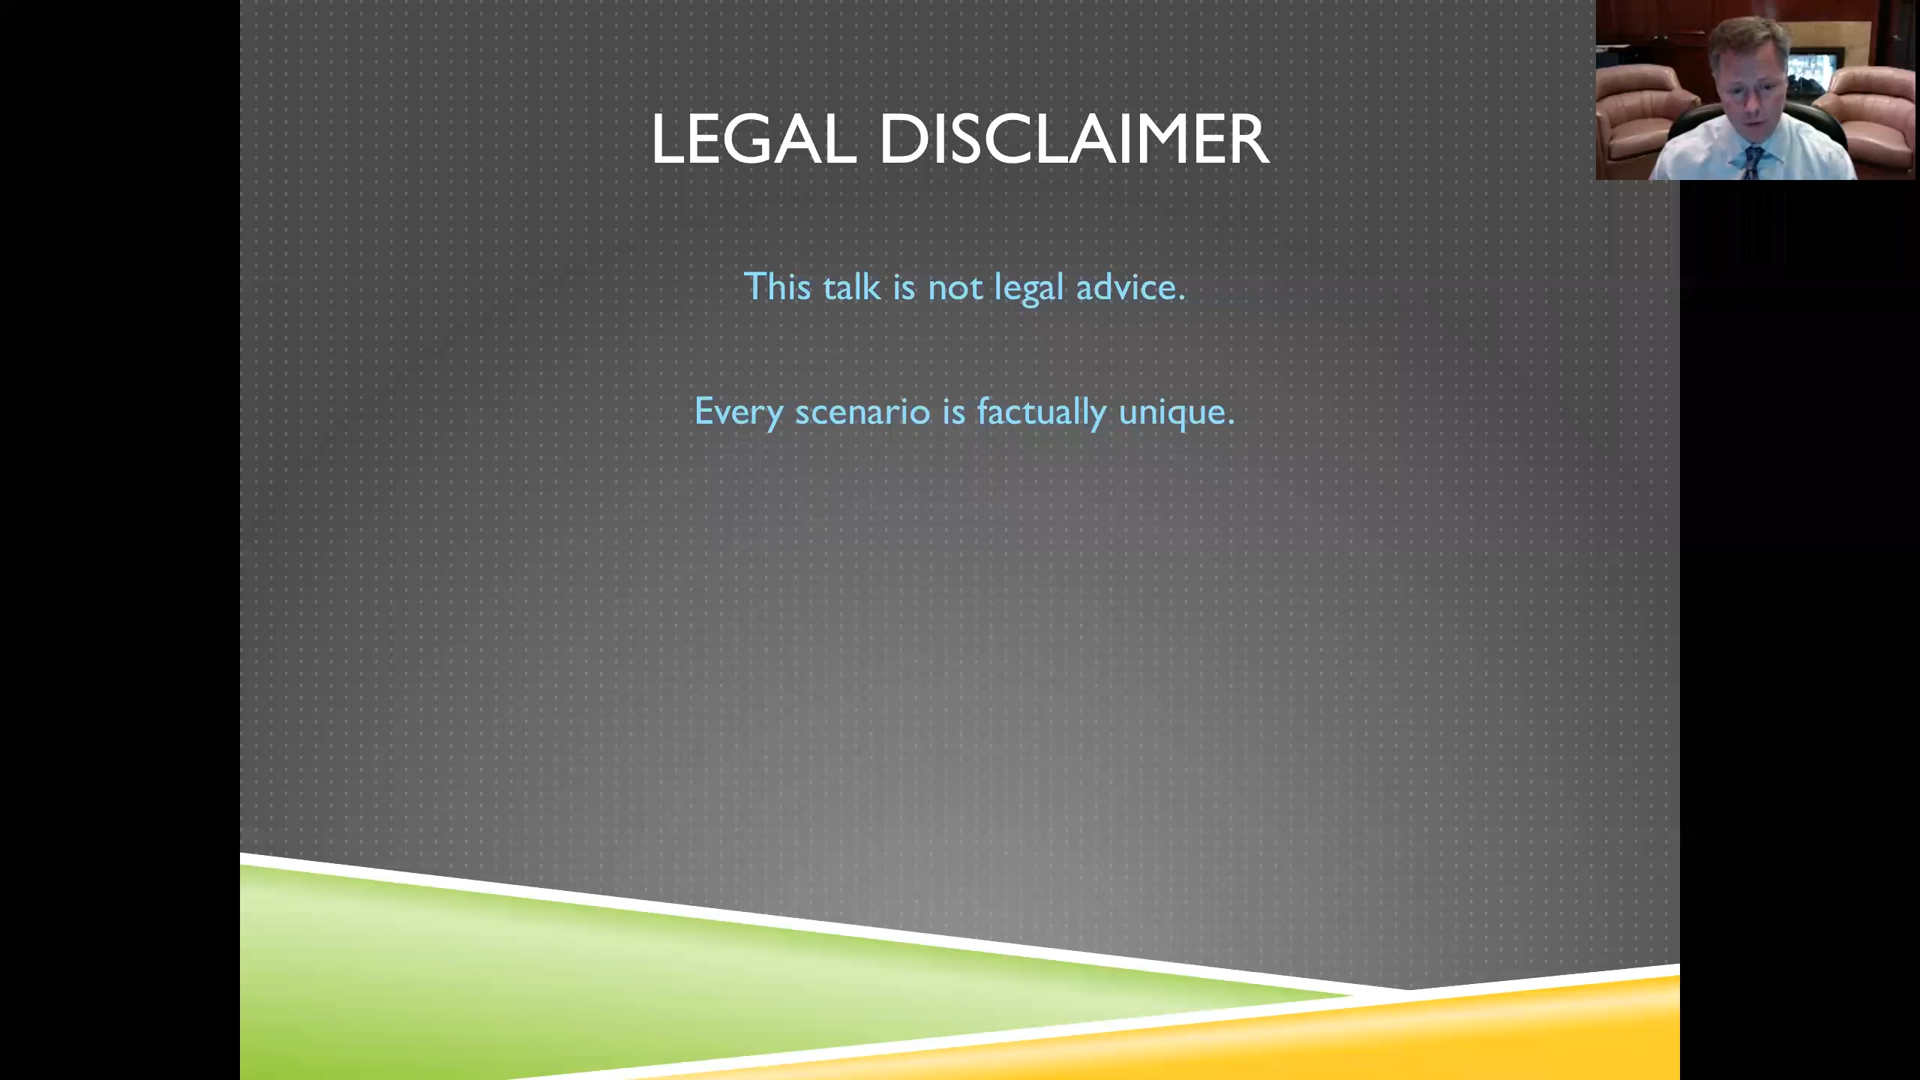 LEGAL DISCLAIMER
This talk is not legal advice.
Every scenario is factually unique.